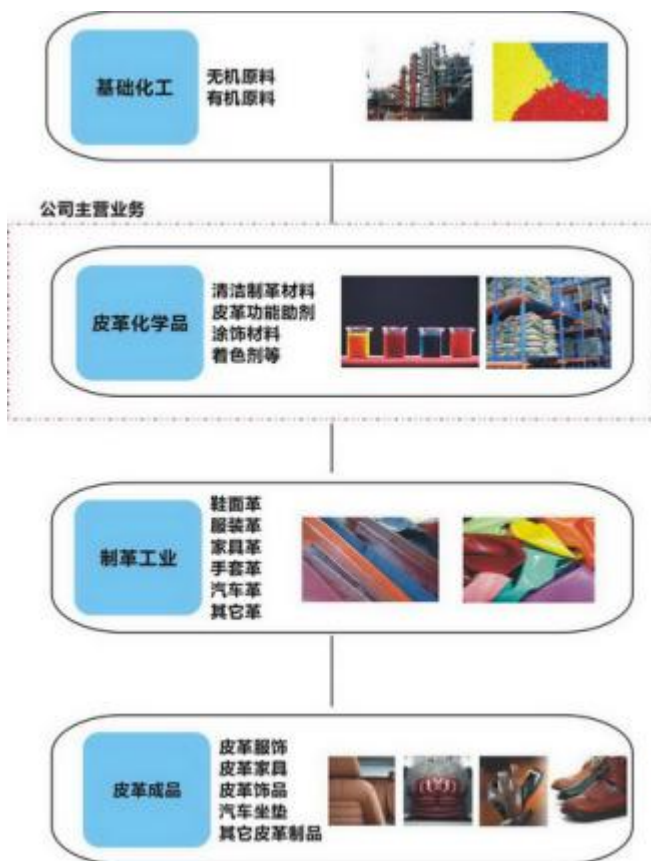 基础化工
无机原料
有机原料
公司主营业务
皮革化学品
清洁制革材料
皮革功能助剂
涂饰材料
着色剂等
制革工业
鞋面革
服装革
家具革
手套革
汽车革
其它革
皮革成品
皮革服饰
皮革家具
皮革饰品
汽车坐垫
其它皮革制品